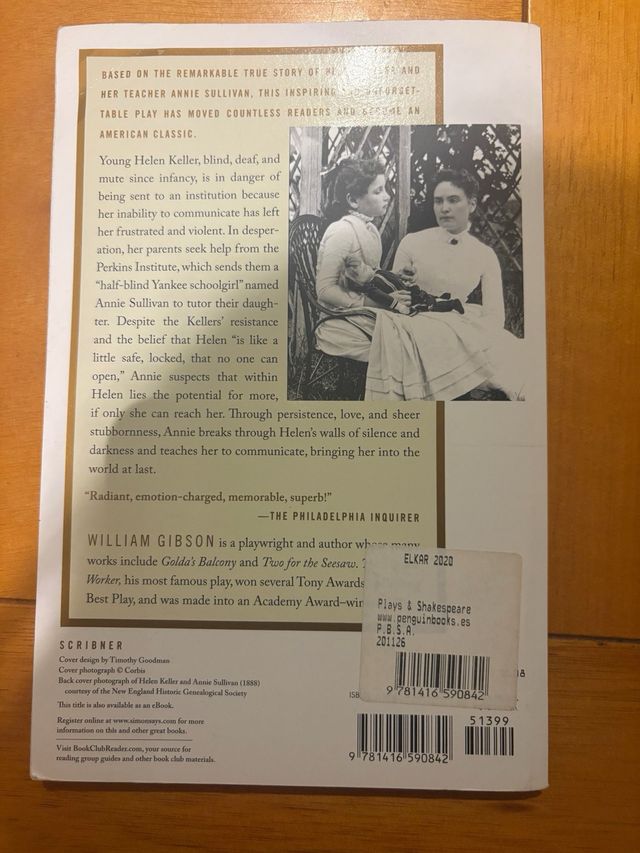 BASED ON THE REMARKABLE TRUE STORY OF AND
HER TEACHER ANNIE SULLIVAN, THIS INSPIRING
TABLE PLAY HAS MOVED COUNTLESS READERS AND BECOME AN
AMERICAN CLASSIC.
Young Helen Keller, blind, deaf, and
mute since infancy, is in danger of
being sent to an institution because
her inability to communicate has left
her frustrated and violent. In desper-
ation, her parents seek help from the
Perkins Institute, which sends them a
“half-blind Yankee schoolgirl” named
Annie Sullivan to tutor their daugh-
ter. Despite the Kellers’ resistance
and the belief that Helen “is like a
little safe, locked, that no one can
open,” Annie suspects that within
Helen lies the potential for more,
if only she can reach her. Through persistence, love, and sheer
stubbornness, Annie breaks through Helen’s walls of silence and
darkness and teaches her to communicate, bringing her into the
world at last.
“Radiant, emotion-charged, memorable, superb!”
—THE PHILADELPHIA INQUIRER
WILLIAM GIBSON is a playwright and author whose many
works include Golda’s Balcony and Two for the Seesaw.
Worker, his most famous play, won several Tony Awards
Best Play, and was made into an Academy Award–win
ELKAR 2020
Plays & Shakespeare
www.penguinbooks.es
P.B.S.A.
201126
9 781416 590842
SCRIBNER
Cover design by Timothy Goodman
Cover photograph © Corbis
Back cover photograph of Helen Keller and Annie Sullivan (1888)
courtesy of the New England Historic Genealogical Society
This title is also available as an eBook.
Register online at www.simonsays.com for more
information on this and other great books.
Visit BookClubReader.com, your source for
reading group guides and other book club materials.
ISB
51399
9 781416 590842